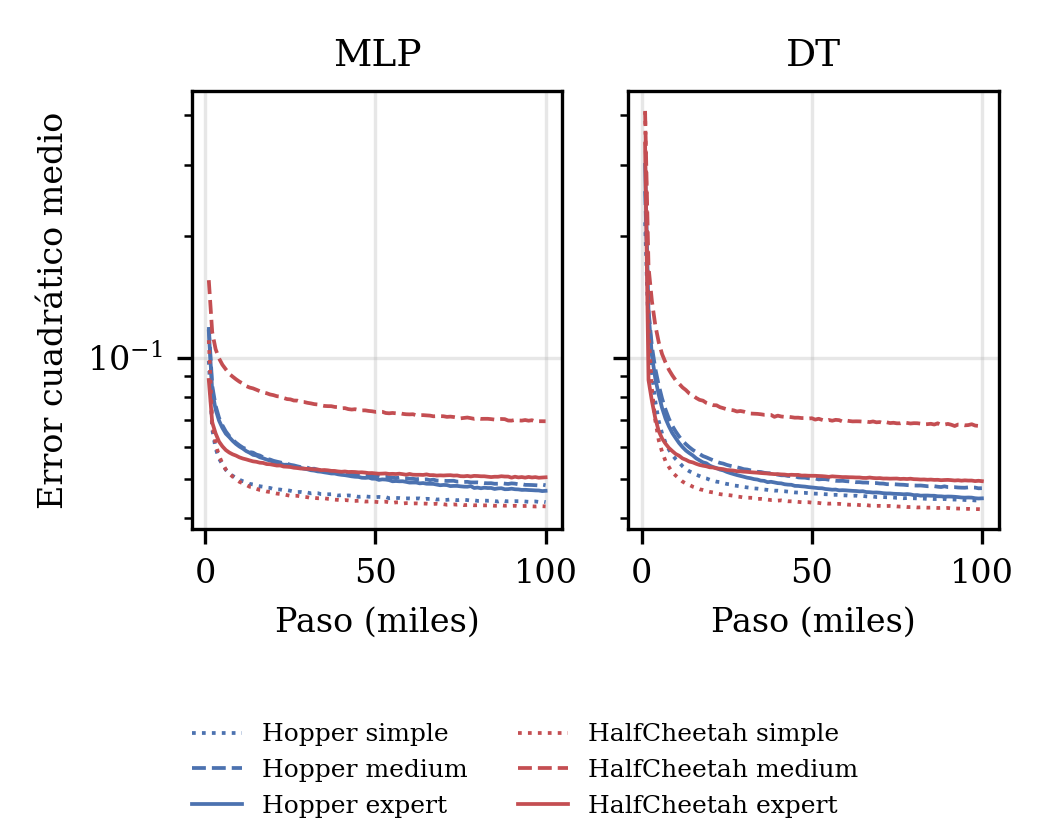 MLP
DT
Error cuadrático medio
10⁻¹
0
50
100
0
50
100
Paso (miles)
Paso (miles)
Hopper simple
HalfCheetah simple
Hopper medium
HalfCheetah medium
Hopper expert
HalfCheetah expert